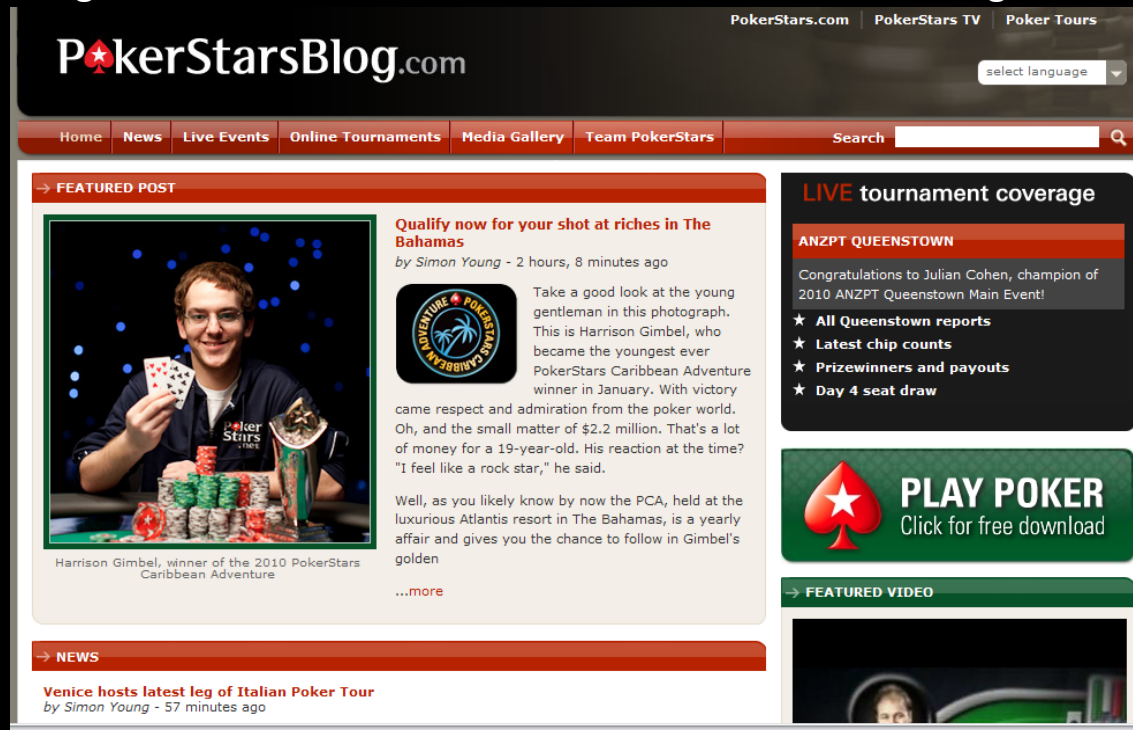 PokerStars.com PokerStars TV Poker Tours
PokerStarsBlog.com
select language
Home News Live Events Online Tournaments Media Gallery Team PokerStars Search
FEATURED POST
Qualify now for your shot at riches in The
Bahamas
by Simon Young - 2 hours, 8 minutes ago
CARIBBEAN ADVENTURE POKERSTARS
Take a good look at the young
gentleman in this photograph.
This is Harrison Gimbel, who
became the youngest ever
PokerStars Caribbean Adventure
winner in January. With victory
came respect and admiration from the poker world.
Oh, and the small matter of $2.2 million. That's a lot
of money for a 19-year-old. His reaction at the time?
"I feel like a rock star," he said.
Well, as you likely know by now the PCA, held at the
luxurious Atlantis resort in The Bahamas, is a yearly
affair and gives you the chance to follow in Gimbel's
golden
...more
Poker
Stars
.net
Harrison Gimbel, winner of the 2010 PokerStars
Caribbean Adventure
NEWS
Venice hosts latest leg of Italian Poker Tour
by Simon Young - 57 minutes ago
LIVE tournament coverage
ANZPT QUEENSTOWN
Congratulations to Julian Cohen, champion of
2010 ANZPT Queenstown Main Event!
All Queenstown reports
Latest chip counts
Prizewinners and payouts
Day 4 seat draw
PLAY POKER
Click for free download
FEATURED VIDEO